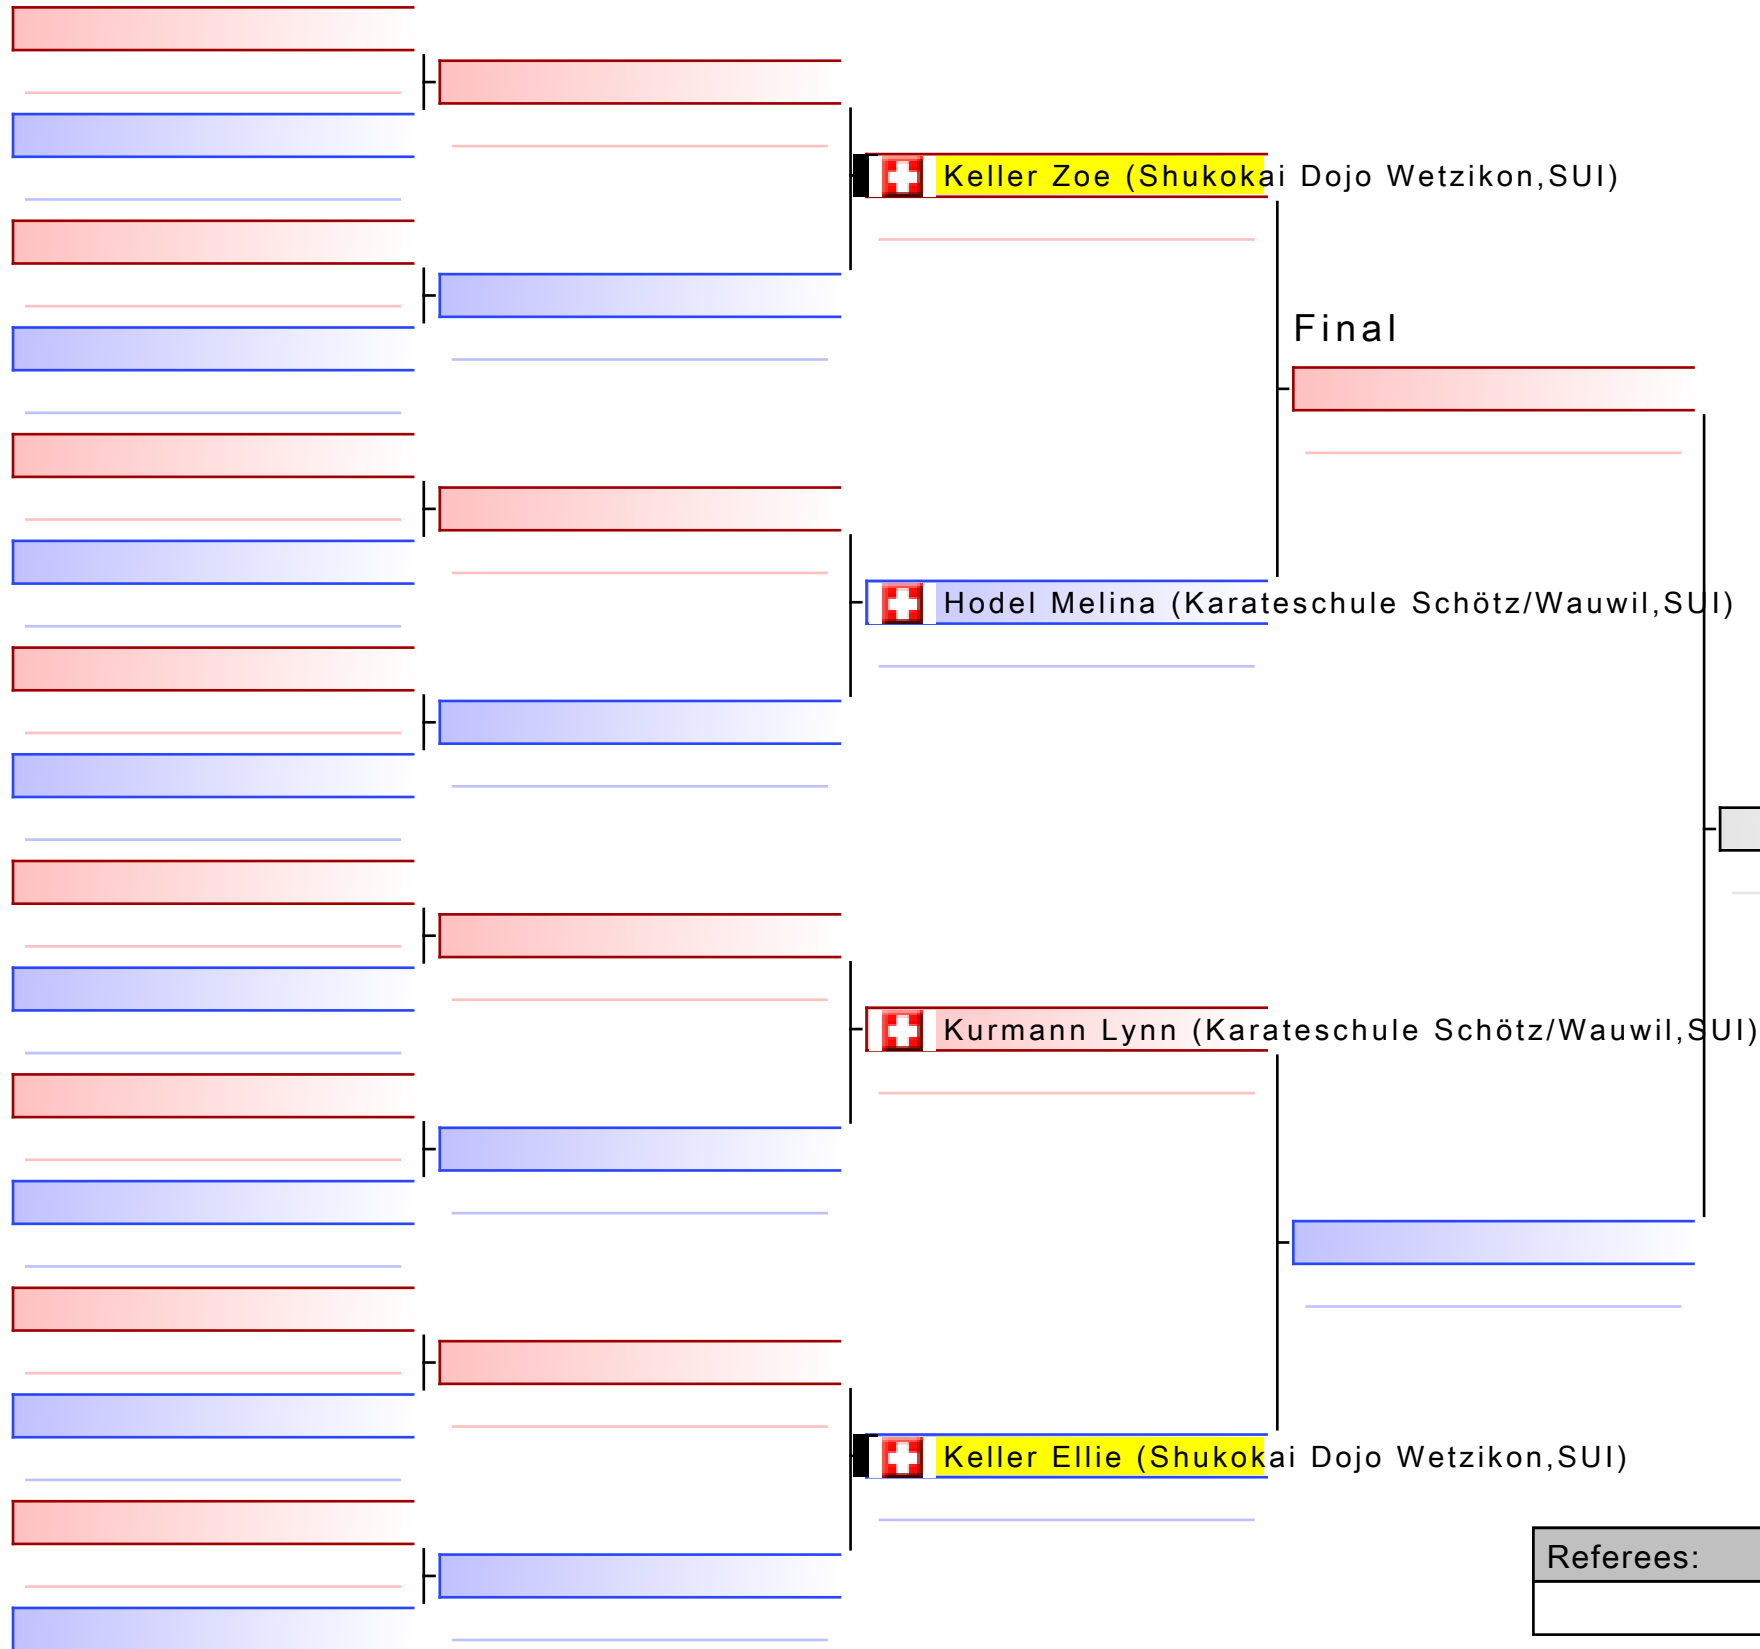 Keller Zoe (Shukokai Dojo Wetzikon,SUI)
Final
Hodel Melina (Karateschule Schötz/Wauwil,SUI)
Kurmann Lynn (Karateschule Schötz/Wauwil,SUI)
Keller Ellie (Shukokai Dojo Wetzikon,SUI)
Referees: